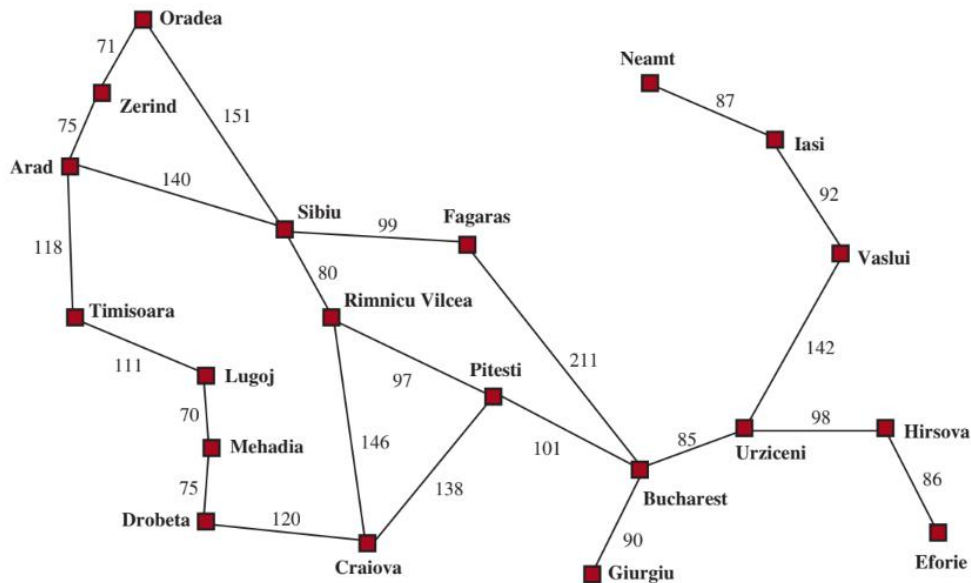 Oradea
71
Neamt
Zerind
87
151
75
Iasi
Arad
140
92
Sibiu
99
Fagaras
118
Vaslui
80
Timisoara
Rimnicu Vilcea
142
111
Pitesti
211
Lugoj
97
70
98
Hirsova
146
85
Mehadia
101
Urziceni
86
138
75
Bucharest
120
Drobeta
90
Craiova
Eforie
Giurgiu